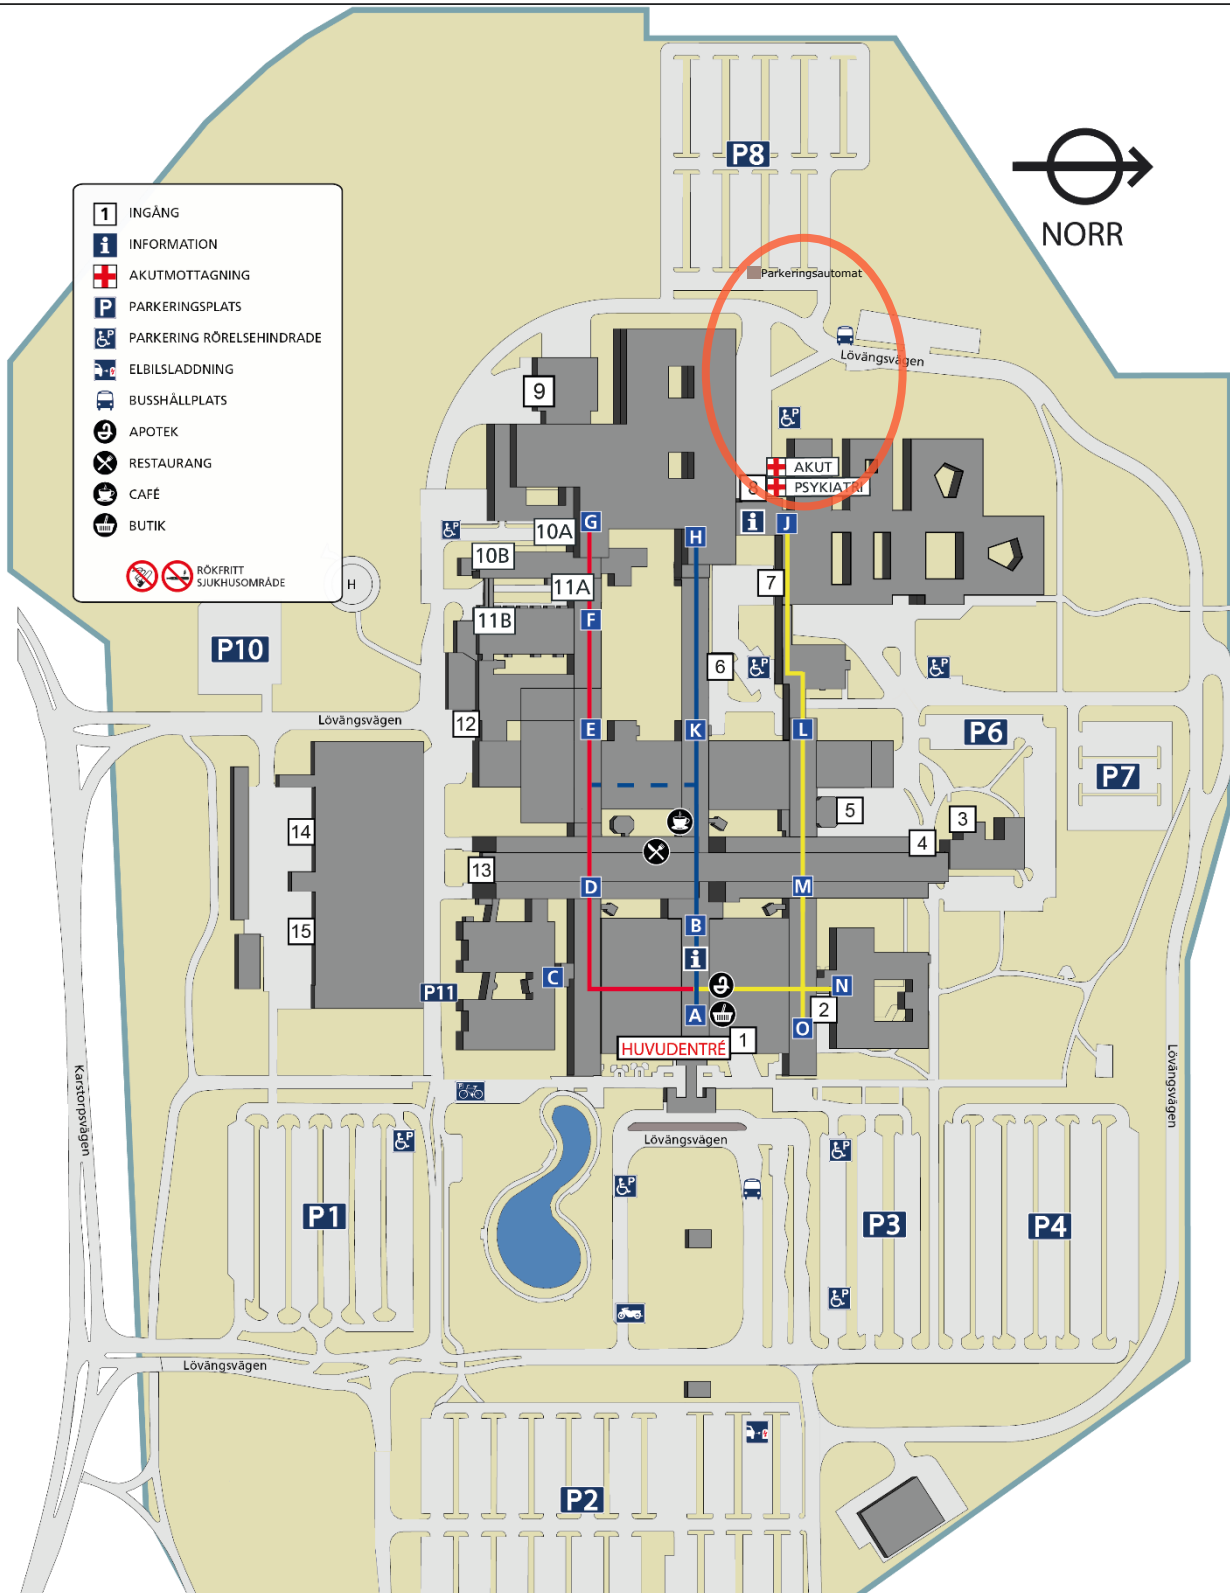 P8
NORR
1 INGÅNG
i INFORMATION
AKUTMOTTAGNING
P PARKERINGSPLATS
P PARKERING RÖRELSEHINDRADE
ELBILSLADDNING
BUSSHÅLLPLATS
APOTEK
RESTAURANG
CAFÉ
BUTIK
RÖKFRITT
SJUKHUSOMRÅDE
Parkeringsautomat
Lövängsvägen
9
P
AKUT
8
PSYKIATRI
G
i
J
P
10A
H
10B
7
H
11A
11B
F
P10
6
P
P
Lövängsvägen
12
E
K
L
P6
P7
14
5
3
4
13
D
M
15
B
i
C
P11
N
A
2
O
HUVUDENTRÉ
1
Karstorpsvägen
Lövängsvägen
P
P
Lövängsvägen
P
P
P1
P3
P4
P
Lövängsvägen
P2